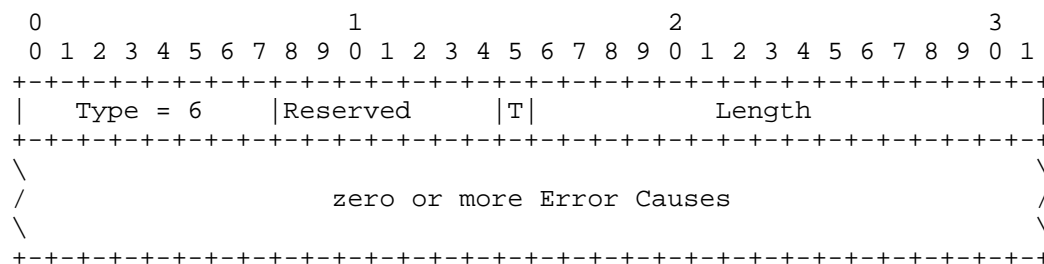 0                   1                   2                   3
 0 1 2 3 4 5 6 7 8 9 0 1 2 3 4 5 6 7 8 9 0 1 2 3 4 5 6 7 8 9 0 1
+-+-+-+-+-+-+-+-+-+-+-+-+-+-+-+-+-+-+-+-+-+-+-+-+-+-+-+-+-+-+-+-+
|   Type = 6    |Reserved     |T|           Length              |
+-+-+-+-+-+-+-+-+-+-+-+-+-+-+-+-+-+-+-+-+-+-+-+-+-+-+-+-+-+-+-+-+
\                                                               \
/                   zero or more Error Causes                   /
\                                                               \
+-+-+-+-+-+-+-+-+-+-+-+-+-+-+-+-+-+-+-+-+-+-+-+-+-+-+-+-+-+-+-+-+